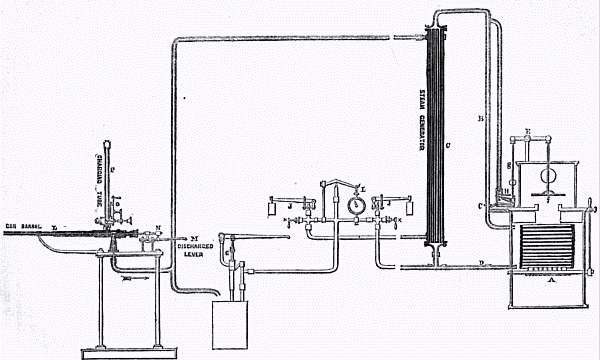 STEAM GENERATOR
C
B
E
E
H
C
F
A
D
L
J
J
K
K
CHARGING TUBE
P
O
GUN BARREL
L
N
M
DISCHARGED
LEVER
G